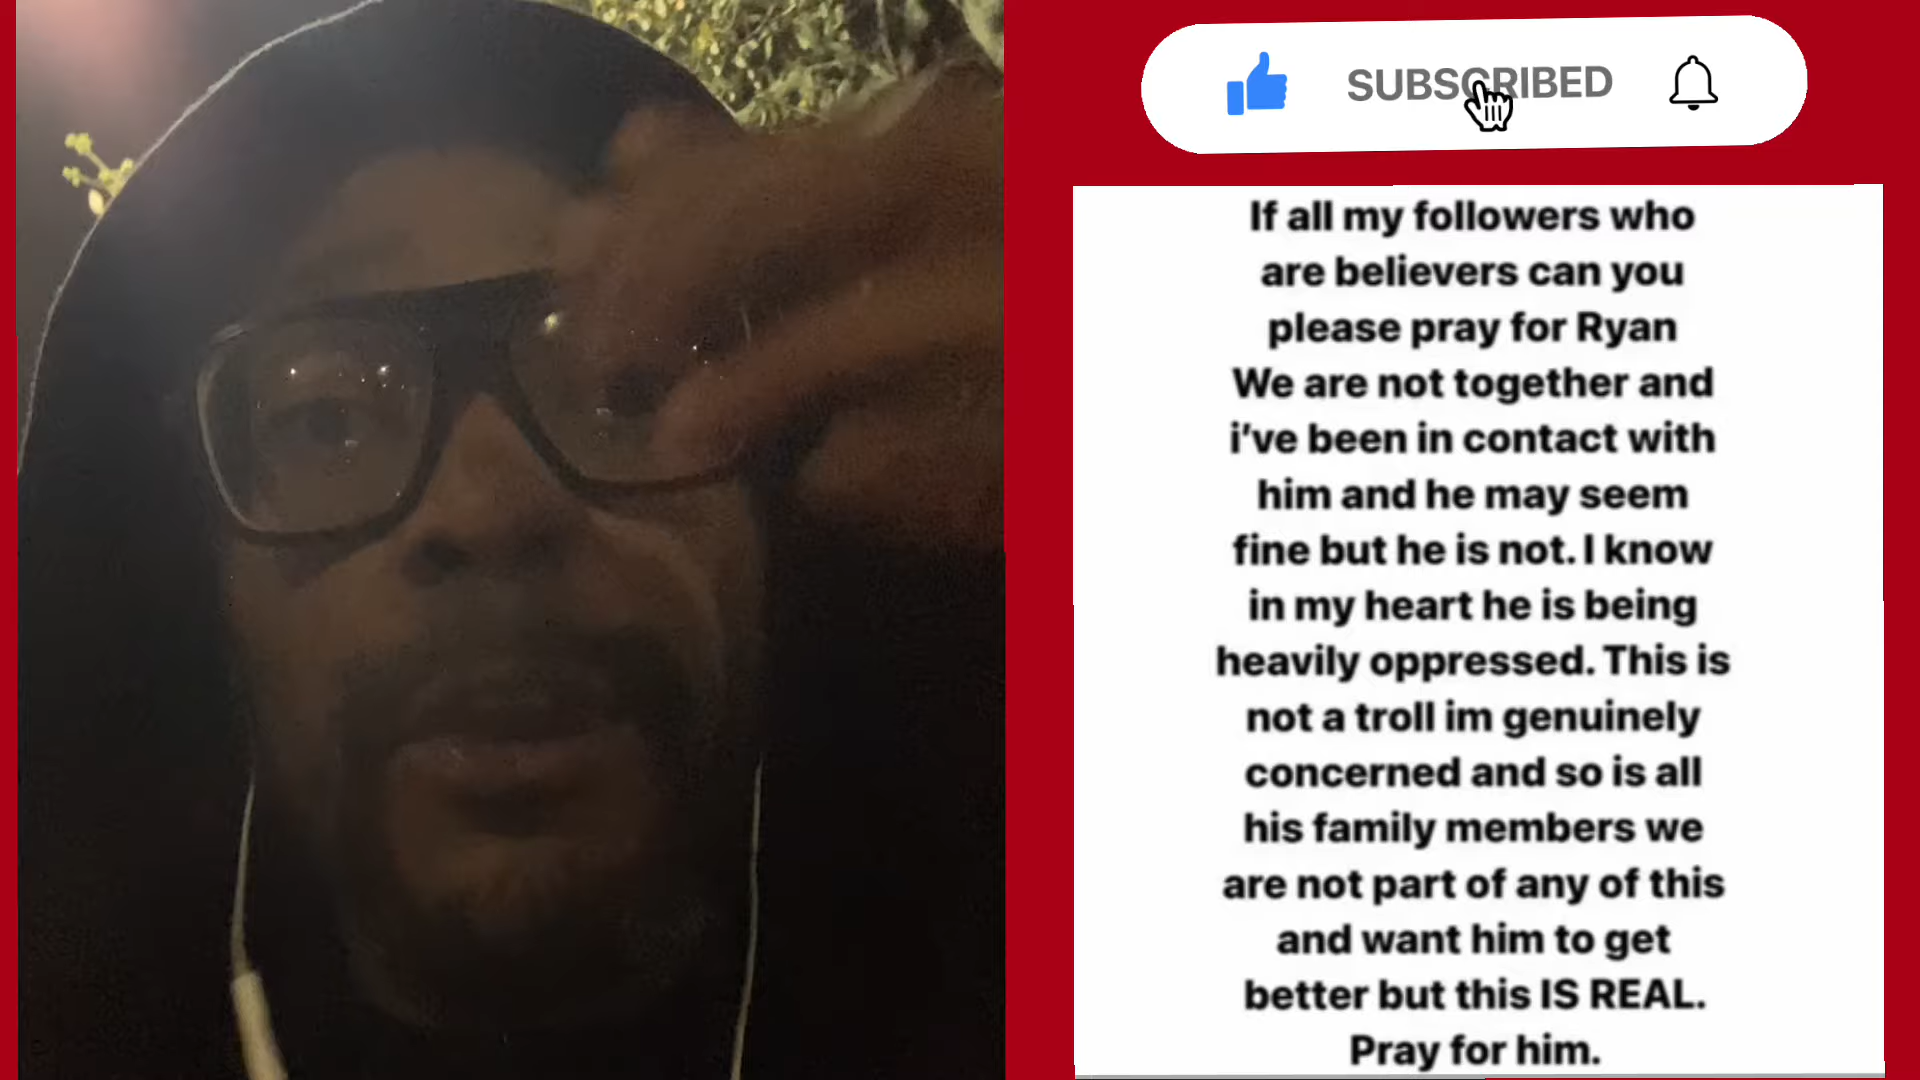 SUBSCRIBED
If all my followers who
are believers can you
please pray for Ryan
We are not together and
i've been in contact with
him and he may seem
fine but he is not. I know
in my heart he is being
heavily oppressed. This is
not a troll im genuinely
concerned and so is all
his family members we
are not part of any of this
and want him to get
better but this IS REAL.
Pray for him.